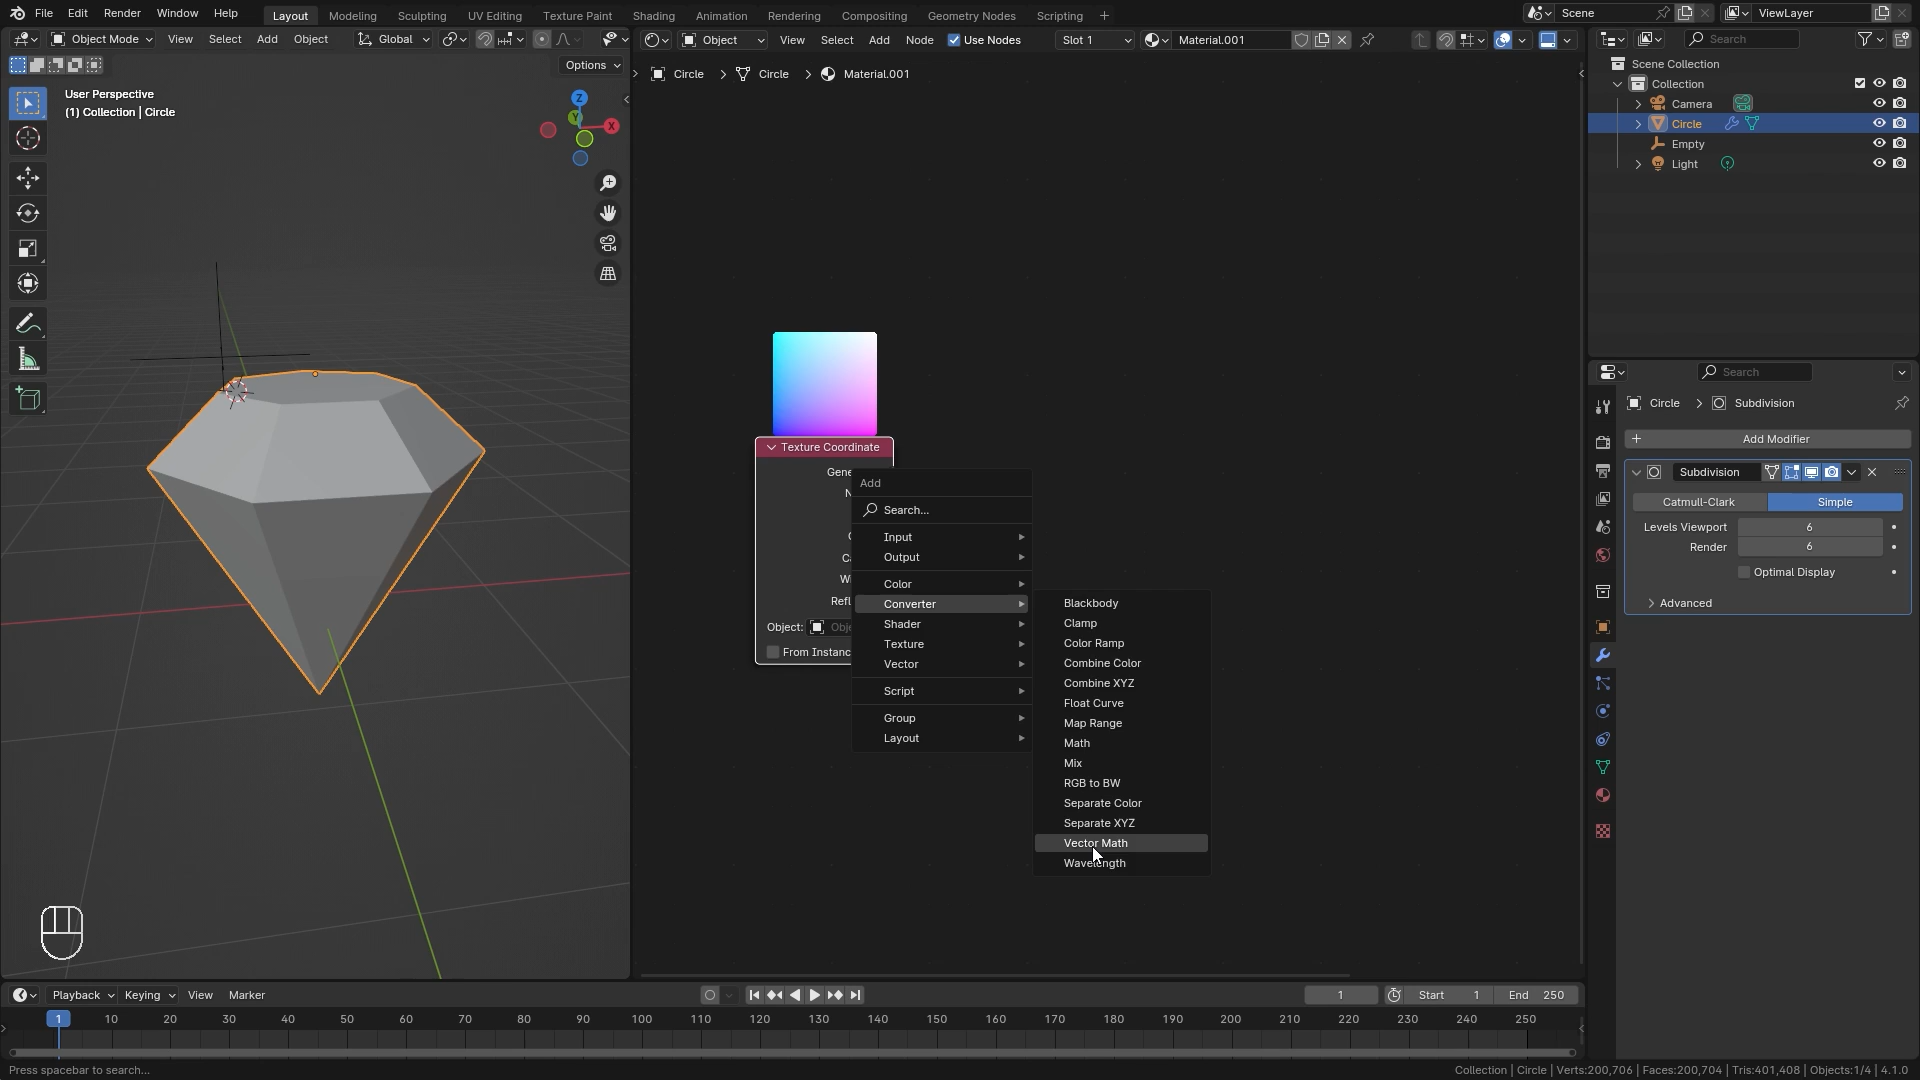 File Edit Render Window Help Layout Modeling Sculpting UV Editing Texture Paint Shading Animation Rendering Compositing Geometry Nodes Scripting + Scene ViewLayer
Object Mode View Select Add Object Global Object View Select Add Node Use Nodes Slot 1 Material.001 Search
Options
Circle > Circle > Material.001
User Perspective
(1) Collection | Circle
Z
Y
X
Scene Collection
Collection
Camera
Circle
Empty
Light
Search
Circle > Subdivision
+ Add Modifier
Subdivision
Catmull-Clark Simple
Levels Viewport 6
Render 6
Optimal Display
Advanced
Texture Coordinate
Gene
N
Ca
Wi
Refl
Object: Obje
From Instanc
Add
Search...
Input
Output
Color
Converter
Shader
Texture
Vector
Script
Group
Layout
Blackbody
Clamp
Color Ramp
Combine Color
Combine XYZ
Float Curve
Map Range
Math
Mix
RGB to BW
Separate Color
Separate XYZ
Vector Math
Wavelength
Playback Keying View Marker 1 Start 1 End 250
1 10 20 30 40 50 60 70 80 90 100 110 120 130 140 150 160 170 180 190 200 210 220 230 240 250
Press spacebar to search... Collection | Circle | Verts:200,706 | Faces:200,704 | Tris:401,408 | Objects:1/4 | 4.1.0